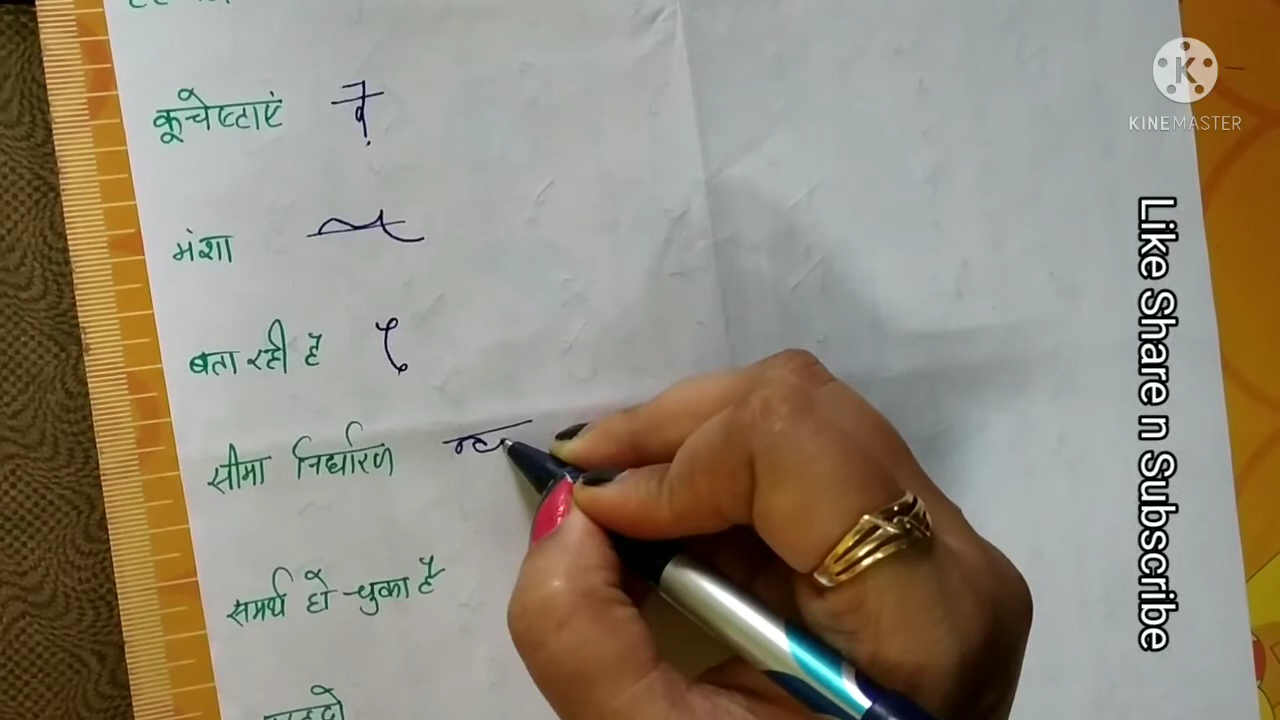 कूचेष्टाएं
मंशा
बता रही है
सीमा निर्धारण
समर्थ हो चुका है
KINEMASTER
Like Share n Subscribe